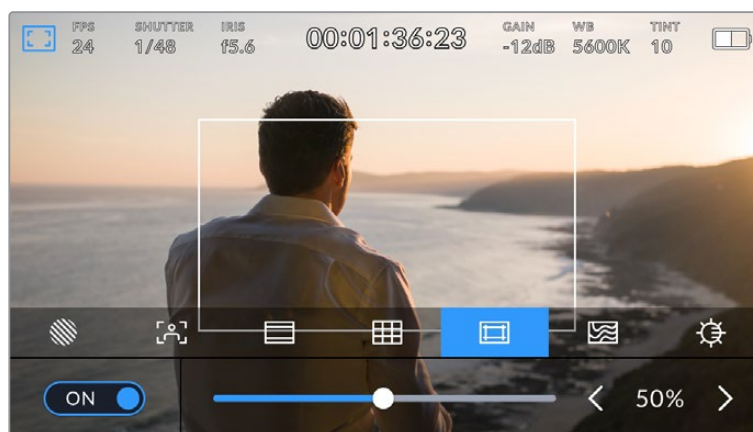 FPS SHUTTER IRIS 00:01:36:23 GAIN WB TINT
24 1/48 f5.6 -12dB 5600K 10
ON 50%